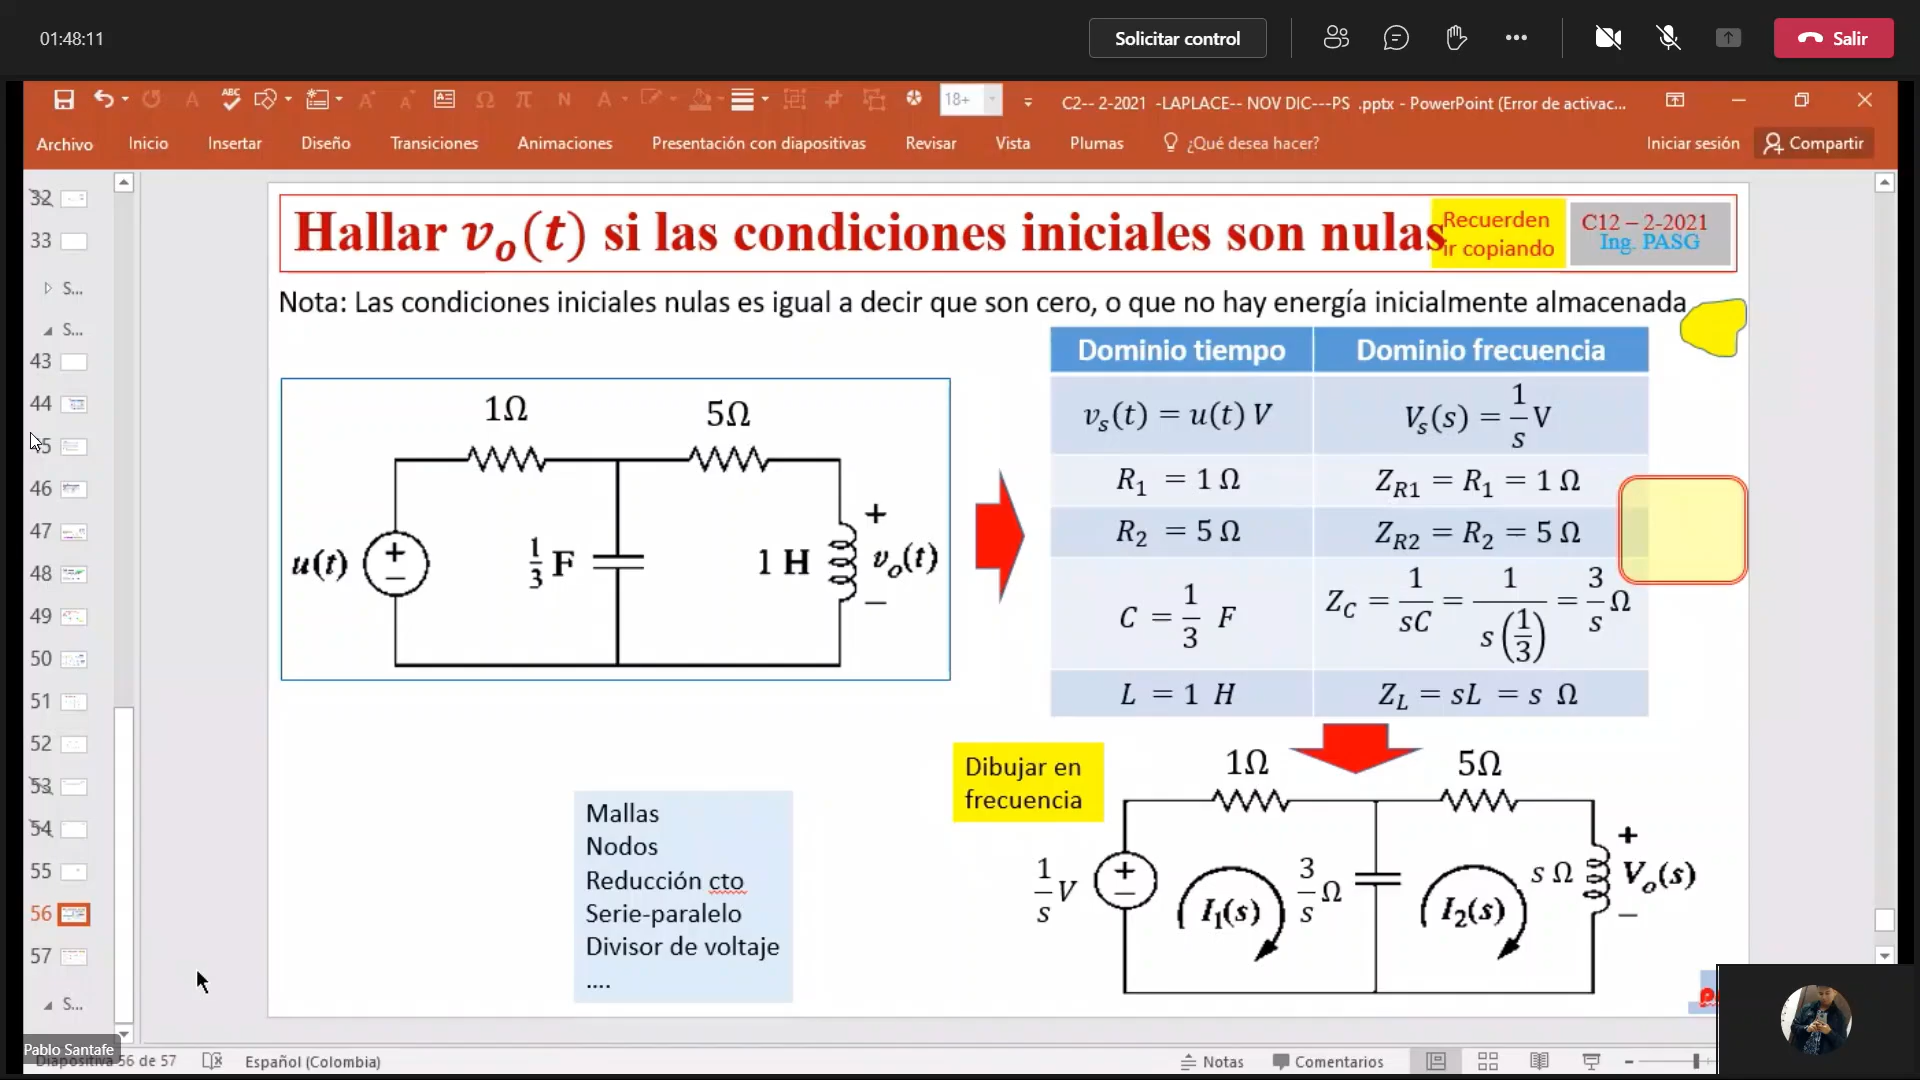 01:48:11
Solicitar control
Salir
18+
C2-- 2-2021 -LAPLACE-- NOV DIC---PS .pptx - PowerPoint (Error de activac...
Archivo Inicio Insertar Diseño Transiciones Animaciones Presentación con diapositivas Revisar Vista Plumas ¿Qué desea hacer? Iniciar sesión Compartir
32
33
S...
S...
43
44
45
46
47
48
49
50
51
52
53
54
55
56
57
S...
Hallar v_o(t) si las condiciones iniciales son nulas
Recuerden
ir copiando
C12 – 2-2021
Ing. PASG
Nota: Las condiciones iniciales nulas es igual a decir que son cero, o que no hay energía inicialmente almacenada
1Ω 5Ω
u(t) + − 1/3 F 1 H + v_o(t) −
Dominio tiempo Dominio frecuencia
v_s(t) = u(t) V V_s(s) = 1/s V
R_1 = 1 Ω Z_R1 = R_1 = 1 Ω
R_2 = 5 Ω Z_R2 = R_2 = 5 Ω
C = 1/3 F Z_C = 1/sC = 1/s(1/3) = 3/s Ω
L = 1 H Z_L = sL = s Ω
Dibujar en
frecuencia
Mallas
Nodos
Reducción cto
Serie-paralelo
Divisor de voltaje
....
1Ω 5Ω
1/s V + − I_1(s) 3/s Ω I_2(s) s Ω + V_o(s) −
Pablo Santafe
Diapositiva 56 de 57 Español (Colombia) Notas Comentarios